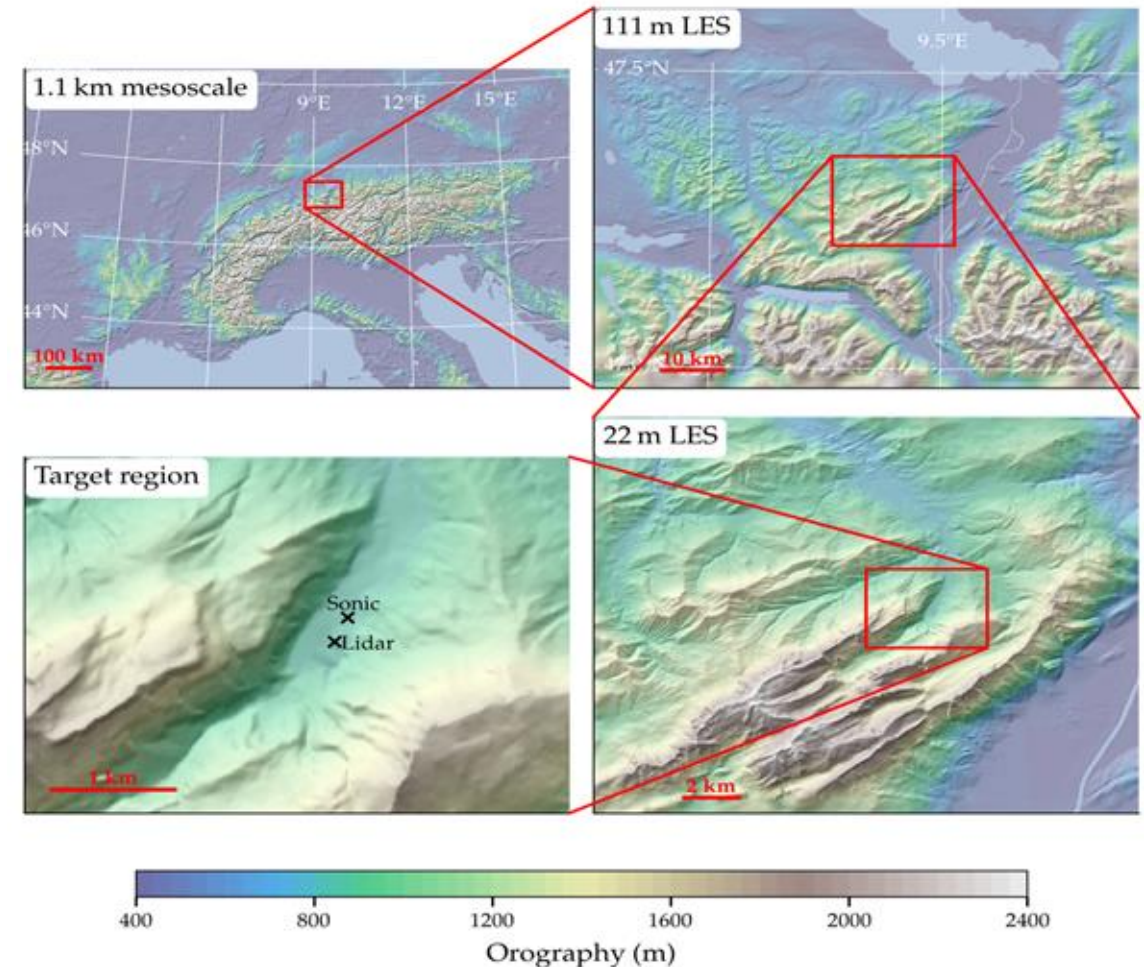 1.1 km mesoscale
9°E
12°E
15°E
48°N
46°N
44°N
100 km
111 m LES
9.5°E
47.5°N
10 km
Target region
Sonic
Lidar
1 km
22 m LES
2 km
400
800
1200
1600
2000
2400
Orography (m)